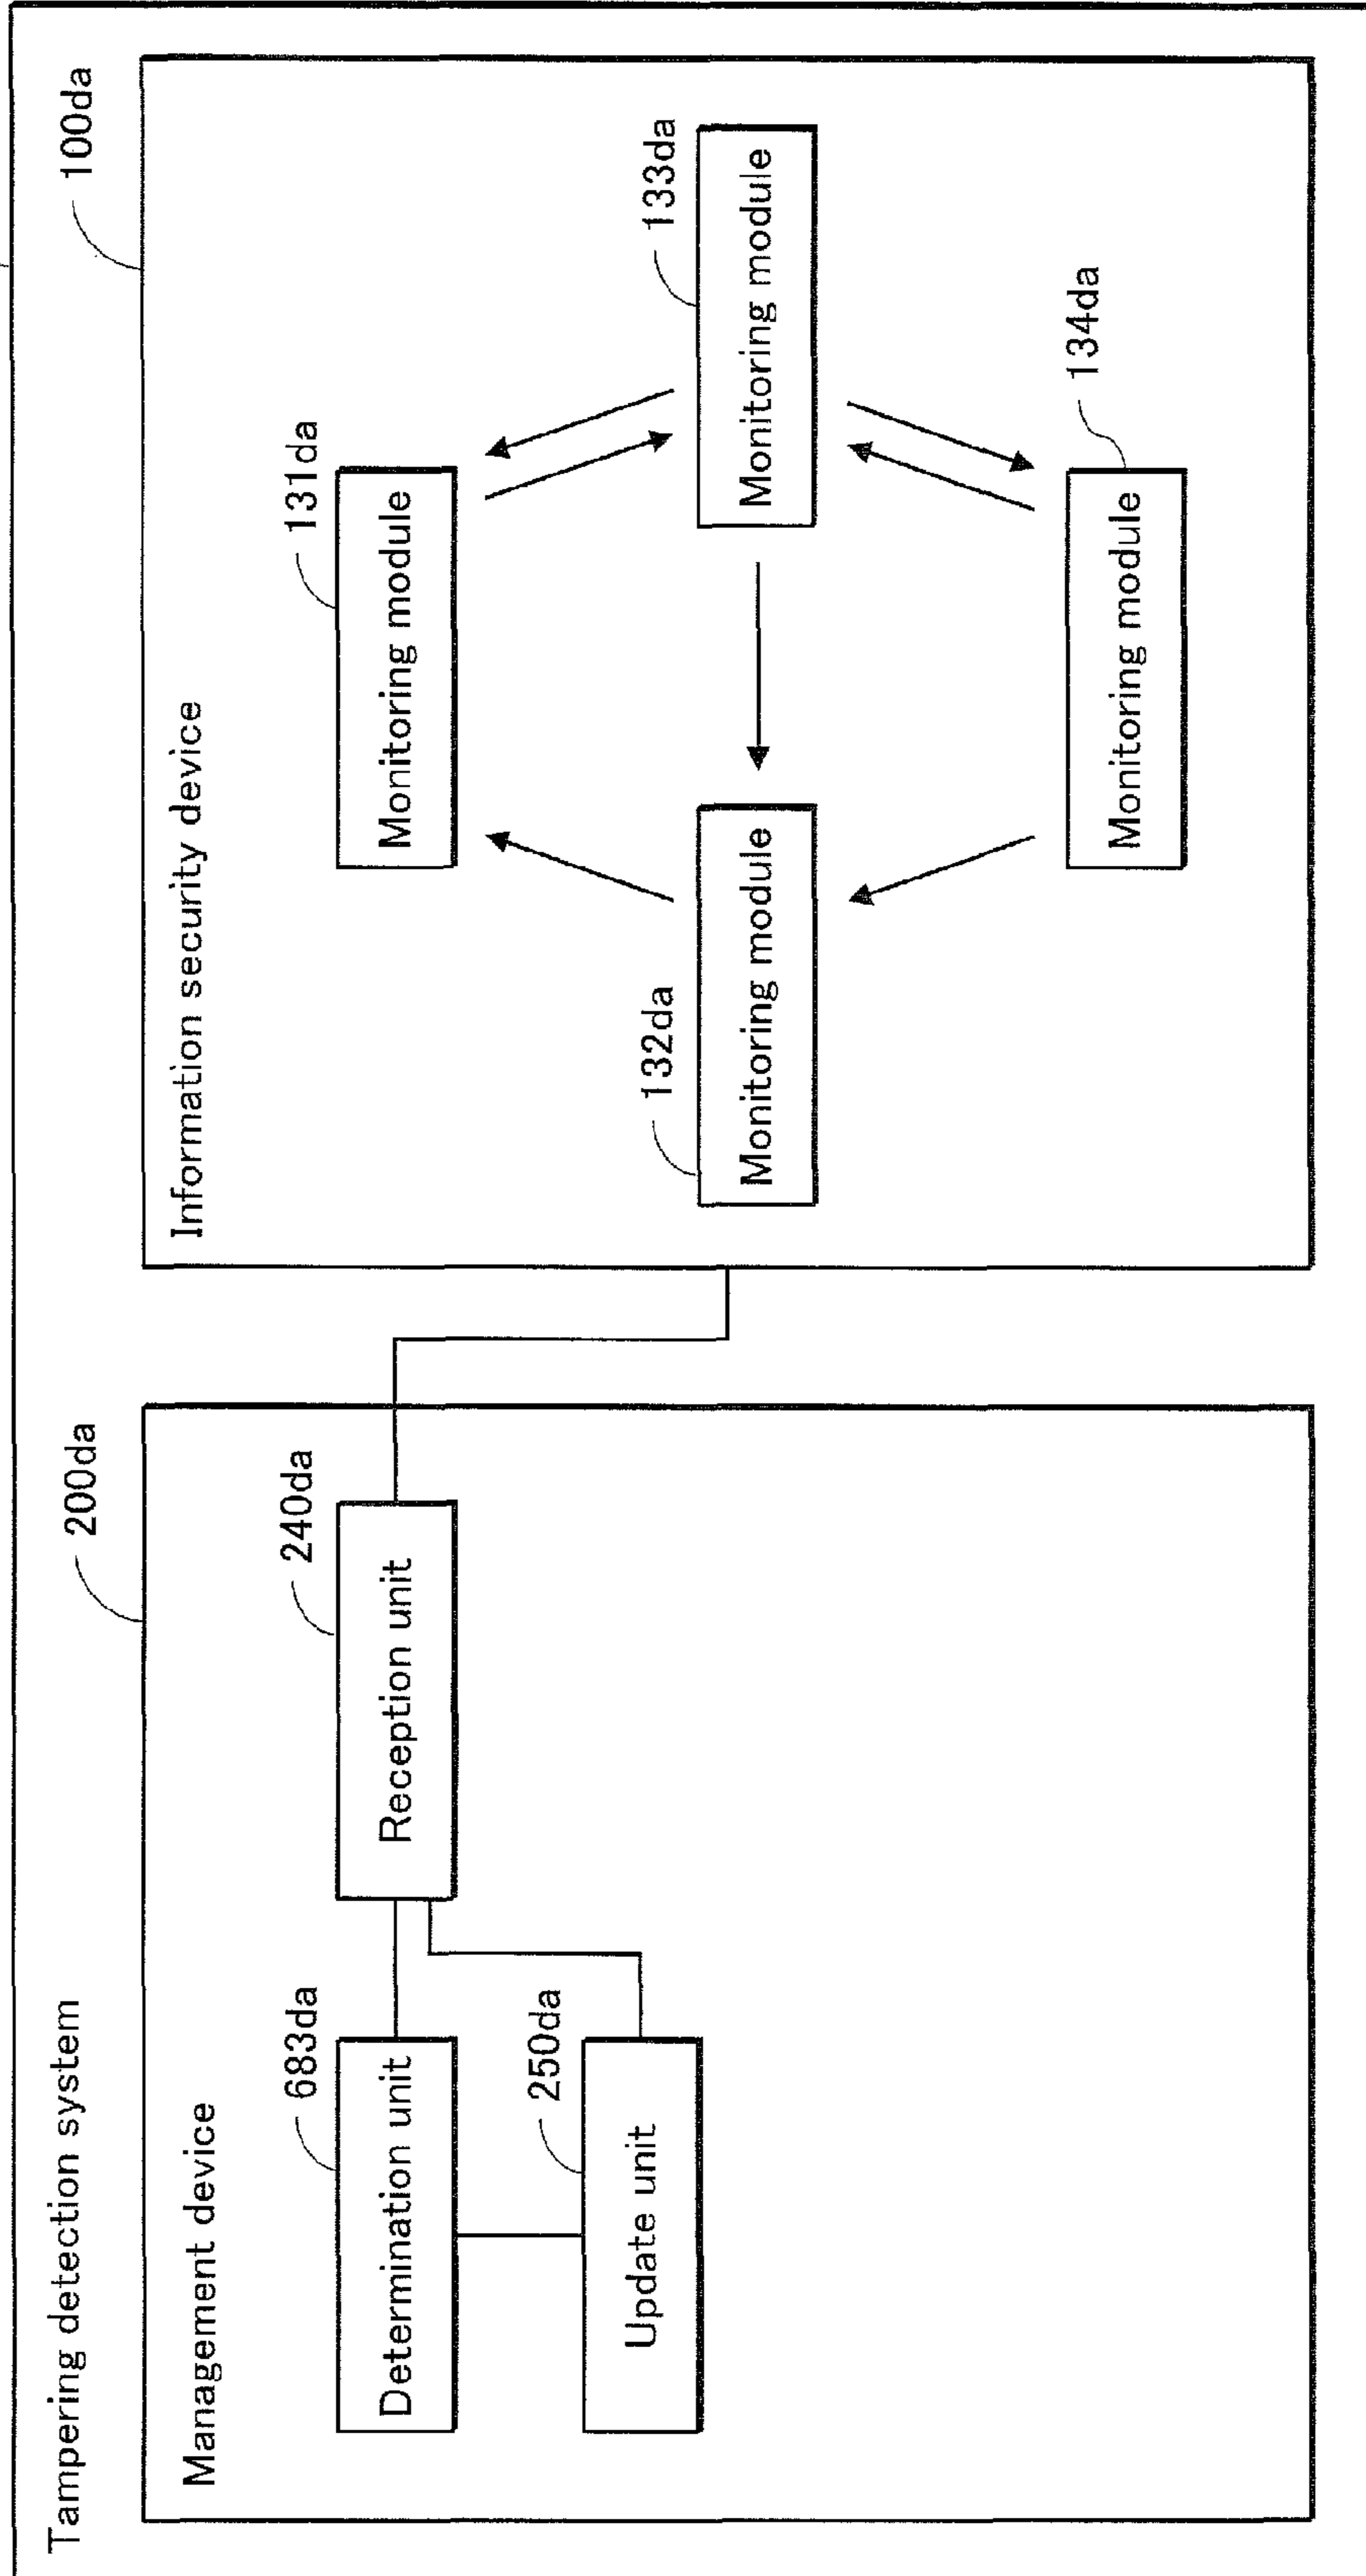 Tampering detection system
200da
Management device
683da
Determination unit
240da
Reception unit
250da
Update unit
100da
Information security device
131da
Monitoring module
132da
Monitoring module
133da
Monitoring module
134da
Monitoring module